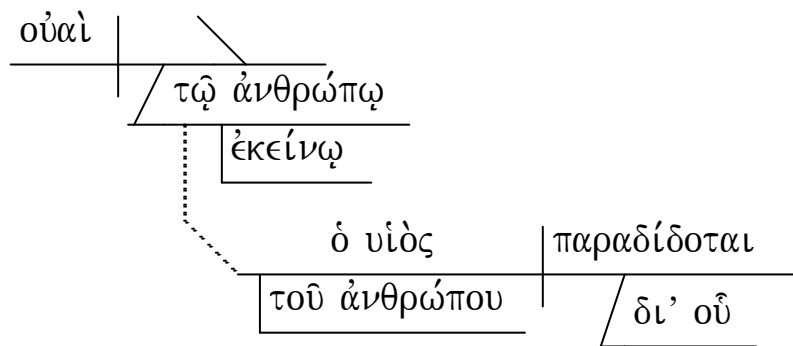 οὐαὶ
τῷ ἀνθρώπῳ
ἐκείνῳ
ὁ υἱὸς παραδίδοται
τοῦ ἀνθρώπου δι’ οὗ